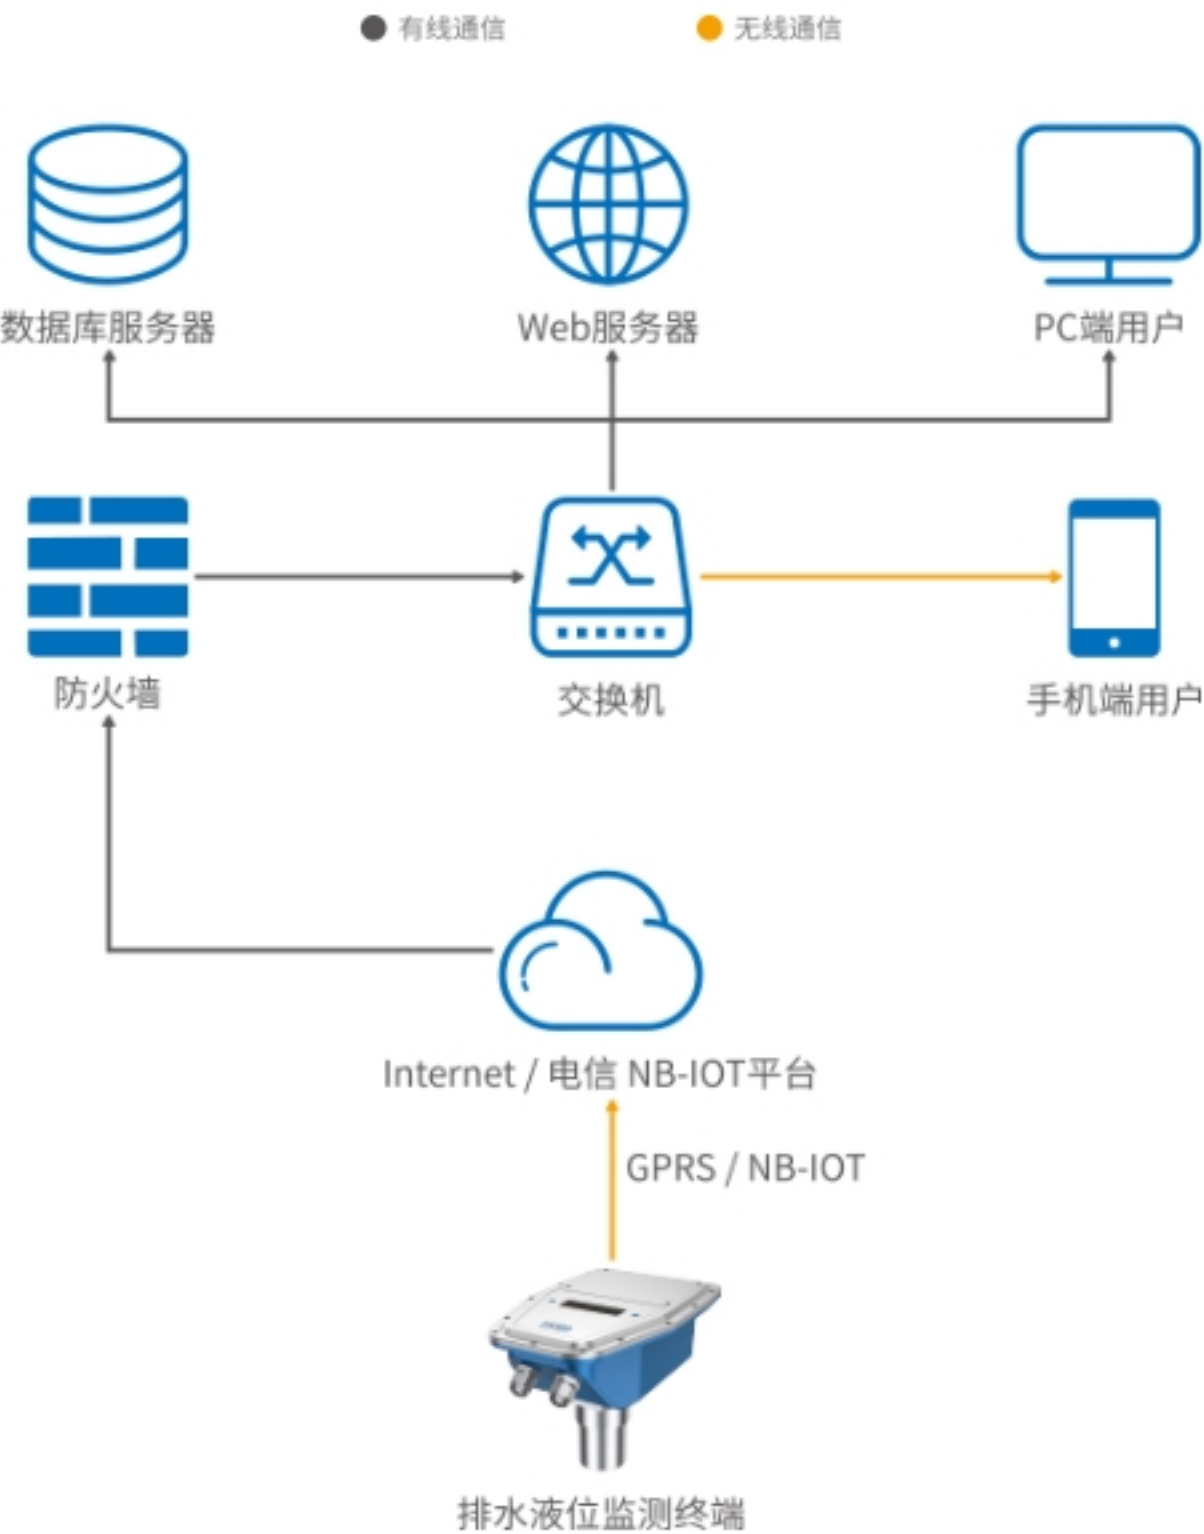 有线通信
无线通信
数据库服务器
Web服务器
PC端用户
防火墙
交换机
手机端用户
Internet / 电信 NB-IOT平台
GPRS / NB-IOT
排水液位监测终端